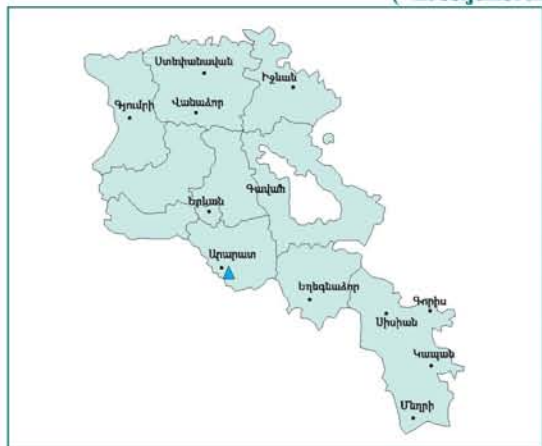 Ստեփանավան
Իջևան
Գյումրի
Վանաձոր
Գավառ
Երևան
Արարատ
Եղեգնաձոր
Գորիս
Սիսիան
Կապան
Մեղրի